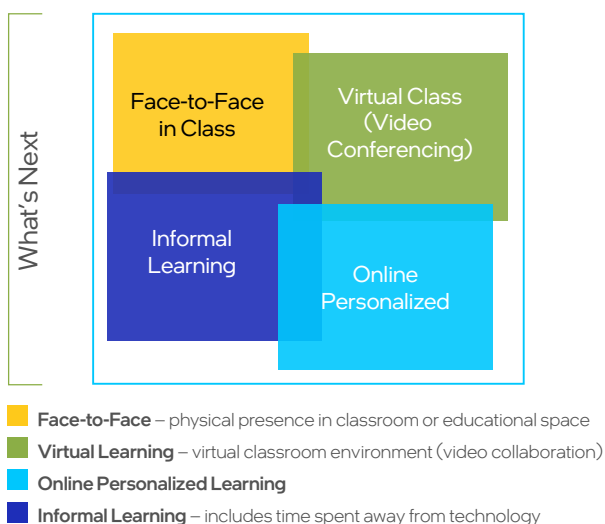 What's Next
Face-to-Face
in Class
Virtual Class
(Video
Conferencing)
Informal
Learning
Online
Personalized
Face-to-Face – physical presence in classroom or educational space
Virtual Learning – virtual classroom environment (video collaboration)
Online Personalized Learning
Informal Learning – includes time spent away from technology